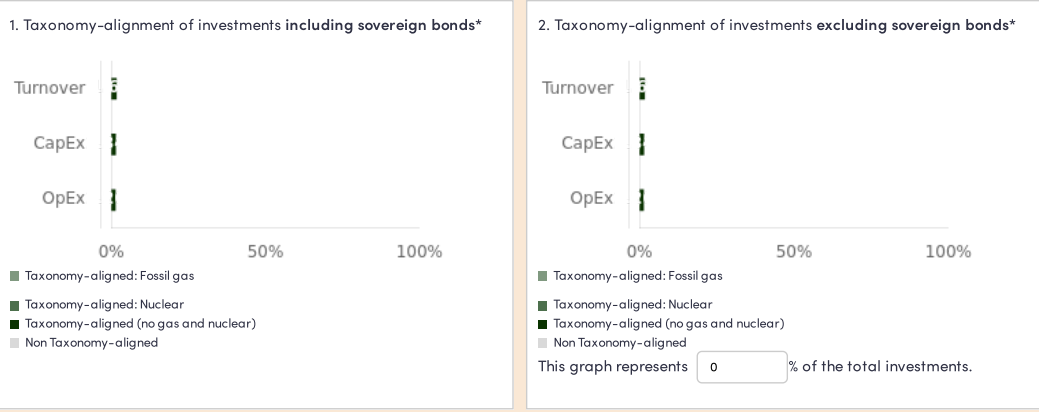 1. Taxonomy-alignment of investments including sovereign bonds*
Turnover
CapEx
OpEx
0% 50% 100%
Taxonomy-aligned: Fossil gas
Taxonomy-aligned: Nuclear
Taxonomy-aligned (no gas and nuclear)
Non Taxonomy-aligned
2. Taxonomy-alignment of investments excluding sovereign bonds*
Turnover
CapEx
OpEx
0% 50% 100%
Taxonomy-aligned: Fossil gas
Taxonomy-aligned: Nuclear
Taxonomy-aligned (no gas and nuclear)
Non Taxonomy-aligned
This graph represents 0 % of the total investments.